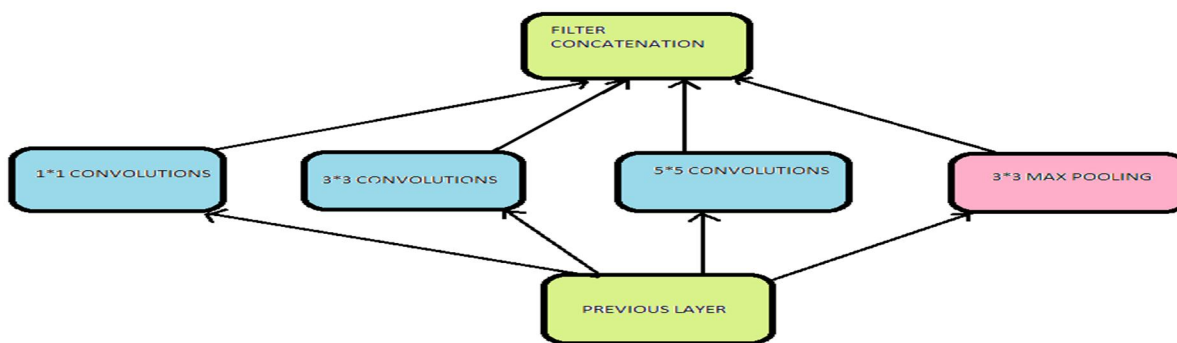 FILTER
CONCATENATION
1*1 CONVOLUTIONS
3*3 CONVOLUTIONS
5*5 CONVOLUTIONS
3*3 MAX POOLING
PREVIOUS LAYER